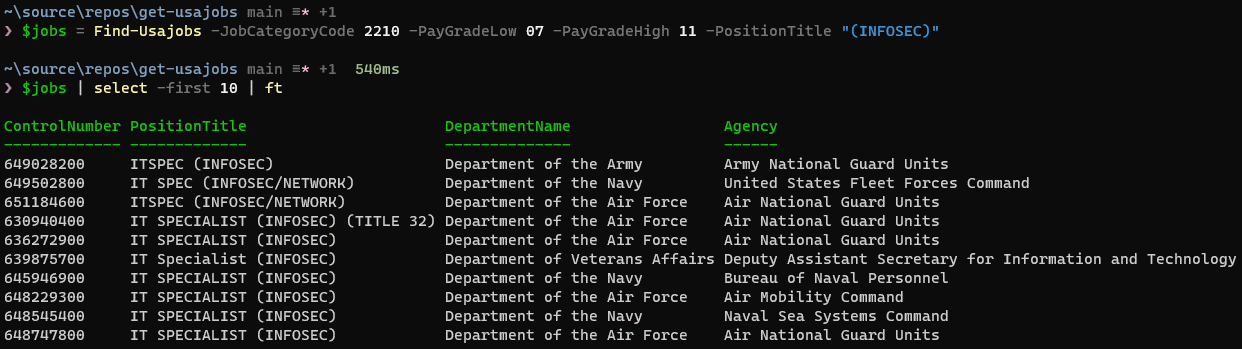 ~\source\repos\get-usajobs main ≡* +1
❯ $jobs = Find-Usajobs -JobCategoryCode 2210 -PayGradeLow 07 -PayGradeHigh 11 -PositionTitle "(INFOSEC)"
~\source\repos\get-usajobs main ≡* +1  540ms
❯ $jobs | select -first 10 | ft
ControlNumber PositionTitle                      DepartmentName                 Agency
------------- -------------                      --------------                 ------
649028200     ITSPEC (INFOSEC)                   Department of the Army         Army National Guard Units
649502800     IT SPEC (INFOSEC/NETWORK)          Department of the Navy         United States Fleet Forces Command
651184600     ITSPEC (INFOSEC/NETWORK)           Department of the Air Force    Air National Guard Units
630940400     IT SPECIALIST (INFOSEC) (TITLE 32) Department of the Air Force    Air National Guard Units
636272900     IT SPECIALIST (INFOSEC)            Department of the Air Force    Air National Guard Units
639875700     IT Specialist (INFOSEC)            Department of Veterans Affairs Deputy Assistant Secretary for Information and Technology
645946900     IT SPECIALIST (INFOSEC)            Department of the Navy         Bureau of Naval Personnel
648229300     IT SPECIALIST (INFOSEC)            Department of the Air Force    Air Mobility Command
648545400     IT SPECIALIST (INFOSEC)            Department of the Navy         Naval Sea Systems Command
648747800     IT SPECIALIST (INFOSEC)            Department of the Air Force    Air National Guard Units